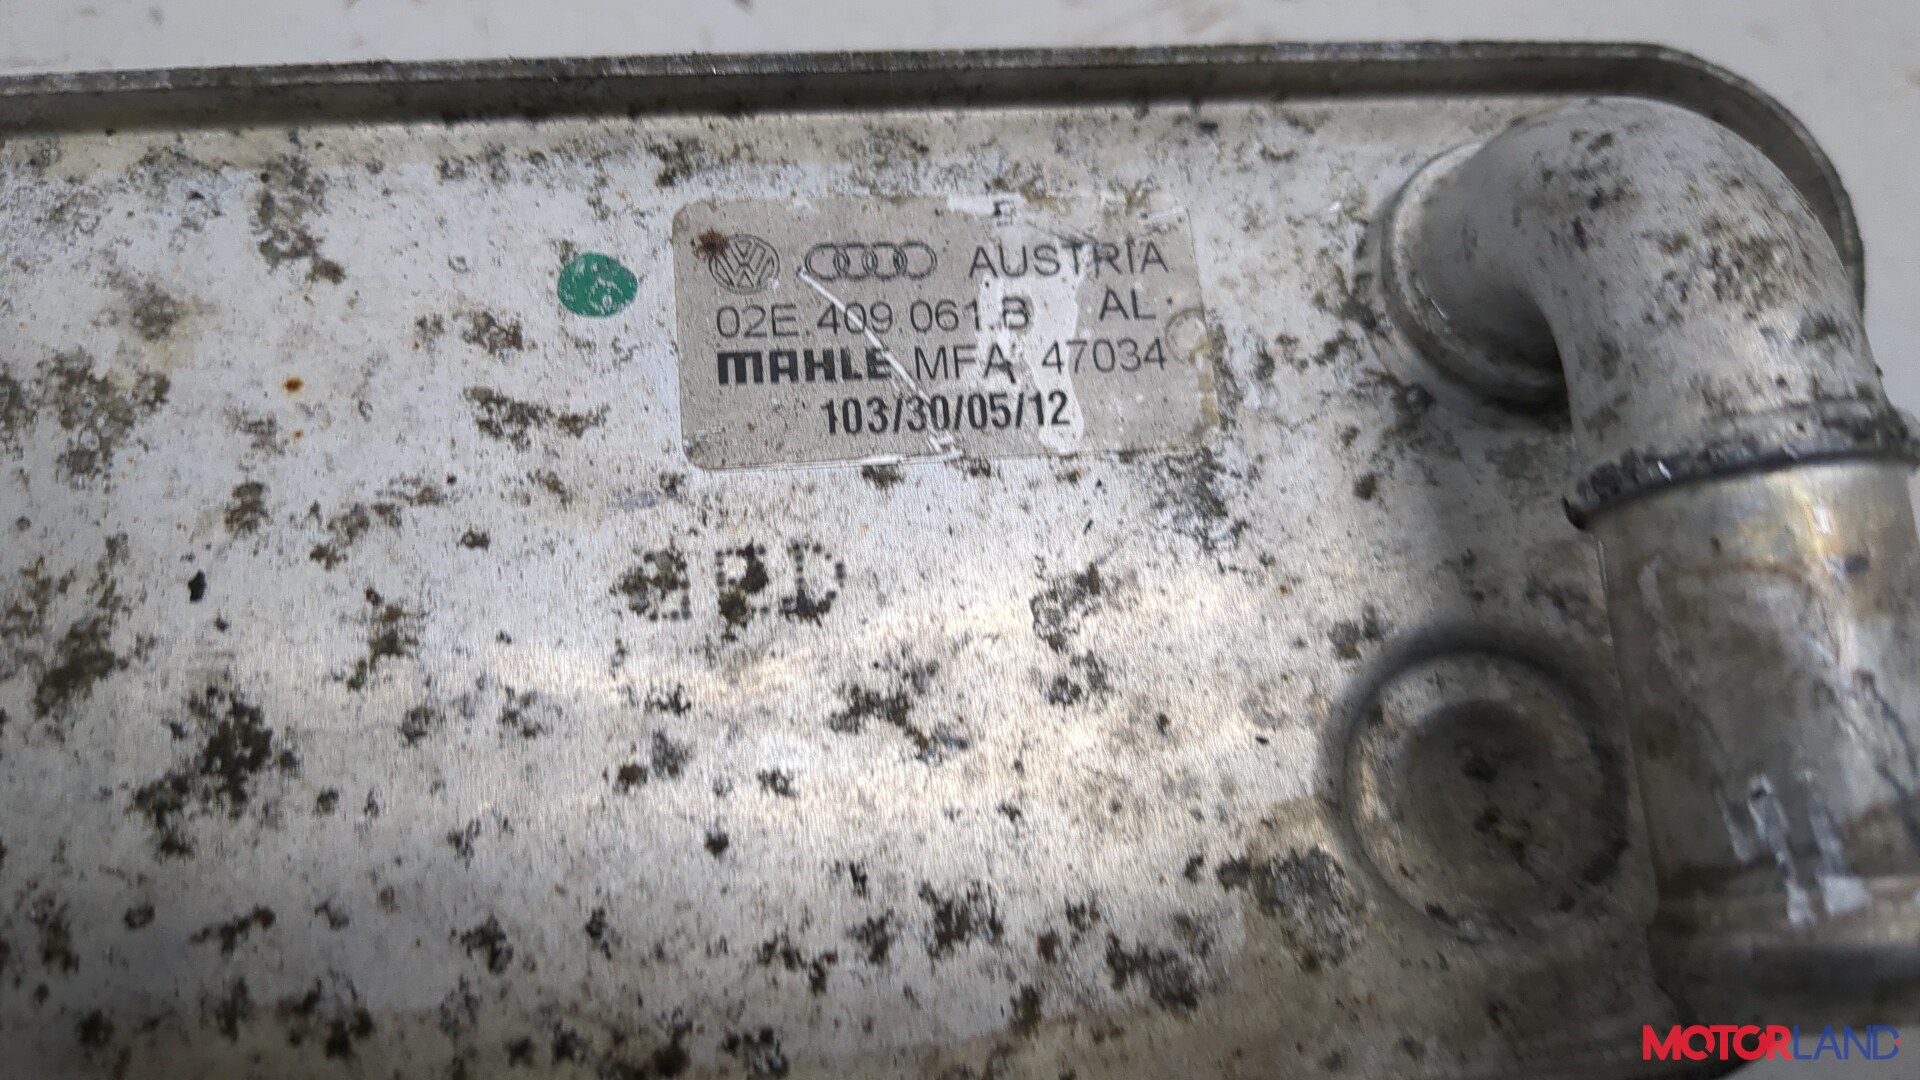 AUSTRIA
02E.409.061.B AL
MAHLE MFA 47034
103/30/05/12
MOTORLAND